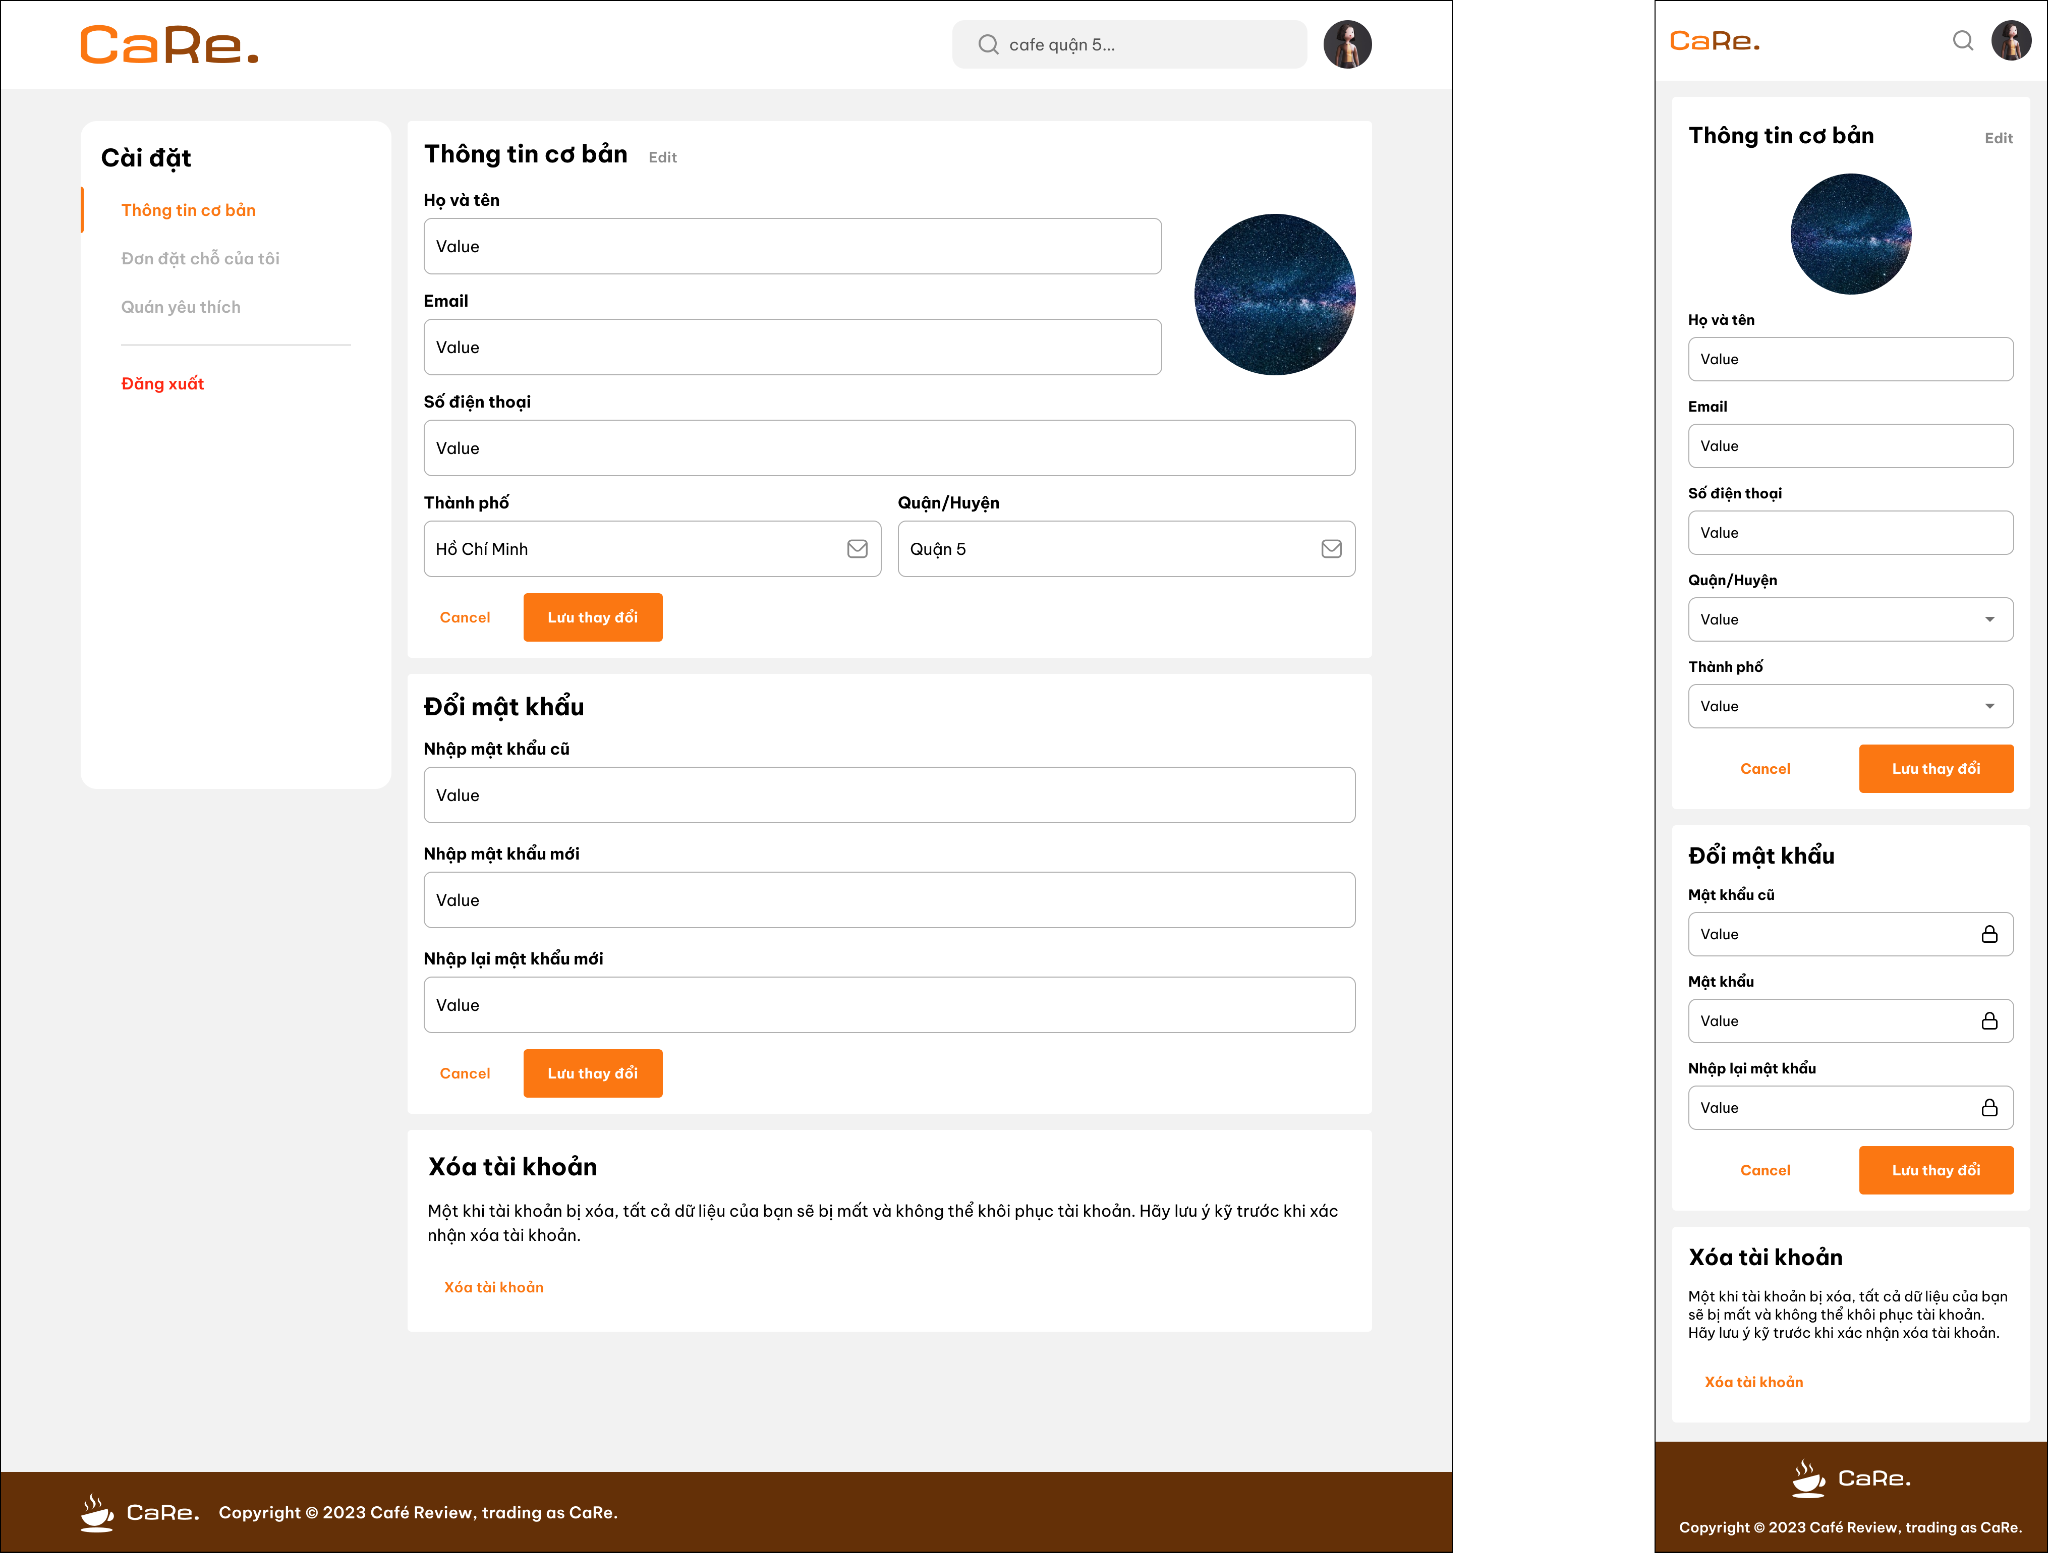 CaRe.
cafe quận 5...
Cài đặt
Thông tin cơ bản
Đơn đặt chỗ của tôi
Quán yêu thích
Đăng xuất
Thông tin cơ bản Edit
Họ và tên
Value
Email
Value
Số điện thoại
Value
Thành phố Quận/Huyện
Hồ Chí Minh Quận 5
Cancel Lưu thay đổi
Đổi mật khẩu
Nhập mật khẩu cũ
Value
Nhập mật khẩu mới
Value
Nhập lại mật khẩu mới
Value
Cancel Lưu thay đổi
Xóa tài khoản
Một khi tài khoản bị xóa, tất cả dữ liệu của bạn sẽ bị mất và không thể khôi phục tài khoản. Hãy lưu ý kỹ trước khi xác
nhận xóa tài khoản.
Xóa tài khoản
CaRe. Copyright © 2023 Café Review, trading as CaRe.
CaRe.
Thông tin cơ bản Edit
Họ và tên
Value
Email
Value
Số điện thoại
Value
Quận/Huyện
Value
Thành phố
Value
Cancel Lưu thay đổi
Đổi mật khẩu
Mật khẩu cũ
Value
Mật khẩu
Value
Nhập lại mật khẩu
Value
Cancel Lưu thay đổi
Xóa tài khoản
Một khi tài khoản bị xóa, tất cả dữ liệu của bạn
sẽ bị mất và không thể khôi phục tài khoản.
Hãy lưu ý kỹ trước khi xác nhận xóa tài khoản.
Xóa tài khoản
CaRe.
Copyright © 2023 Café Review, trading as CaRe.